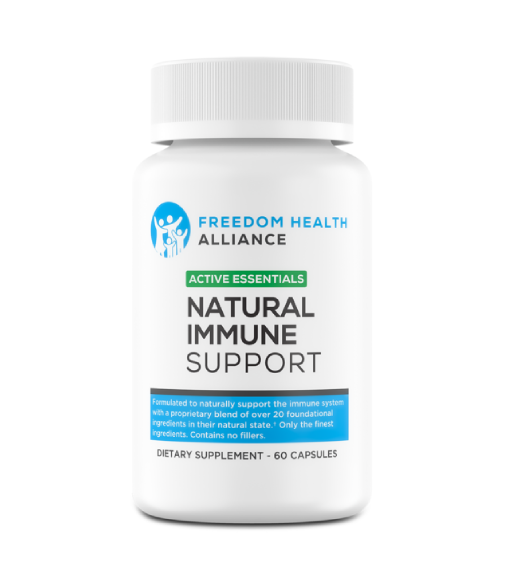 FREEDOM HEALTH
ALLIANCE
ACTIVE ESSENTIALS
NATURAL
IMMUNE
SUPPORT
Formulated to naturally support the immune system
with a proprietary blend of over 20 foundational
ingredients in their natural state.† Only the finest
ingredients. Contains no fillers.
DIETARY SUPPLEMENT - 60 CAPSULES